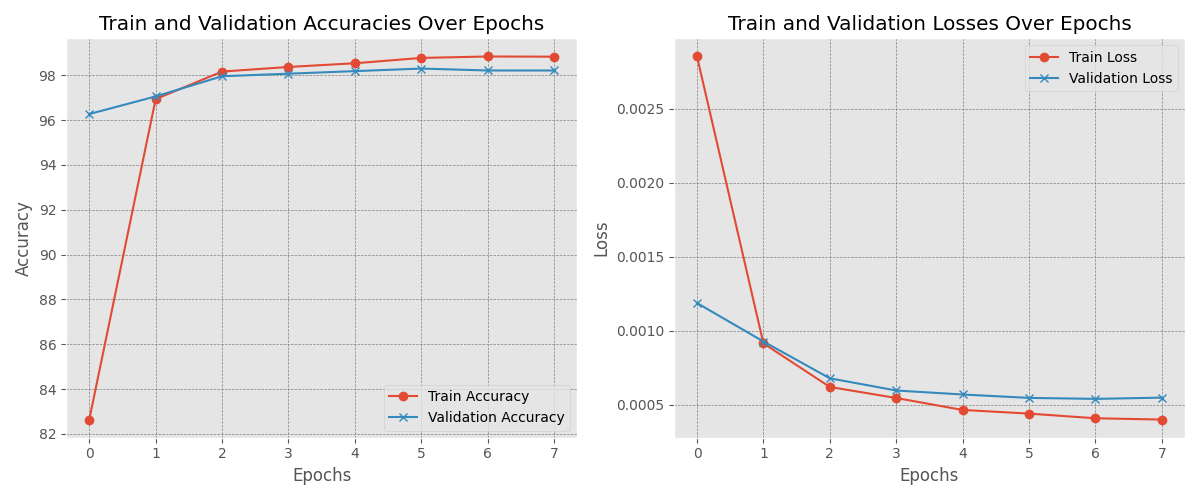 Train and Validation Accuracies Over Epochs
98
96
94
92
90
88
86
84
82
Accuracy
Train Accuracy
Validation Accuracy
0 1 2 3 4 5 6 7
Epochs
Train and Validation Losses Over Epochs
Train Loss
Validation Loss
0.0025
0.0020
0.0015
0.0010
0.0005
Loss
0 1 2 3 4 5 6 7
Epochs